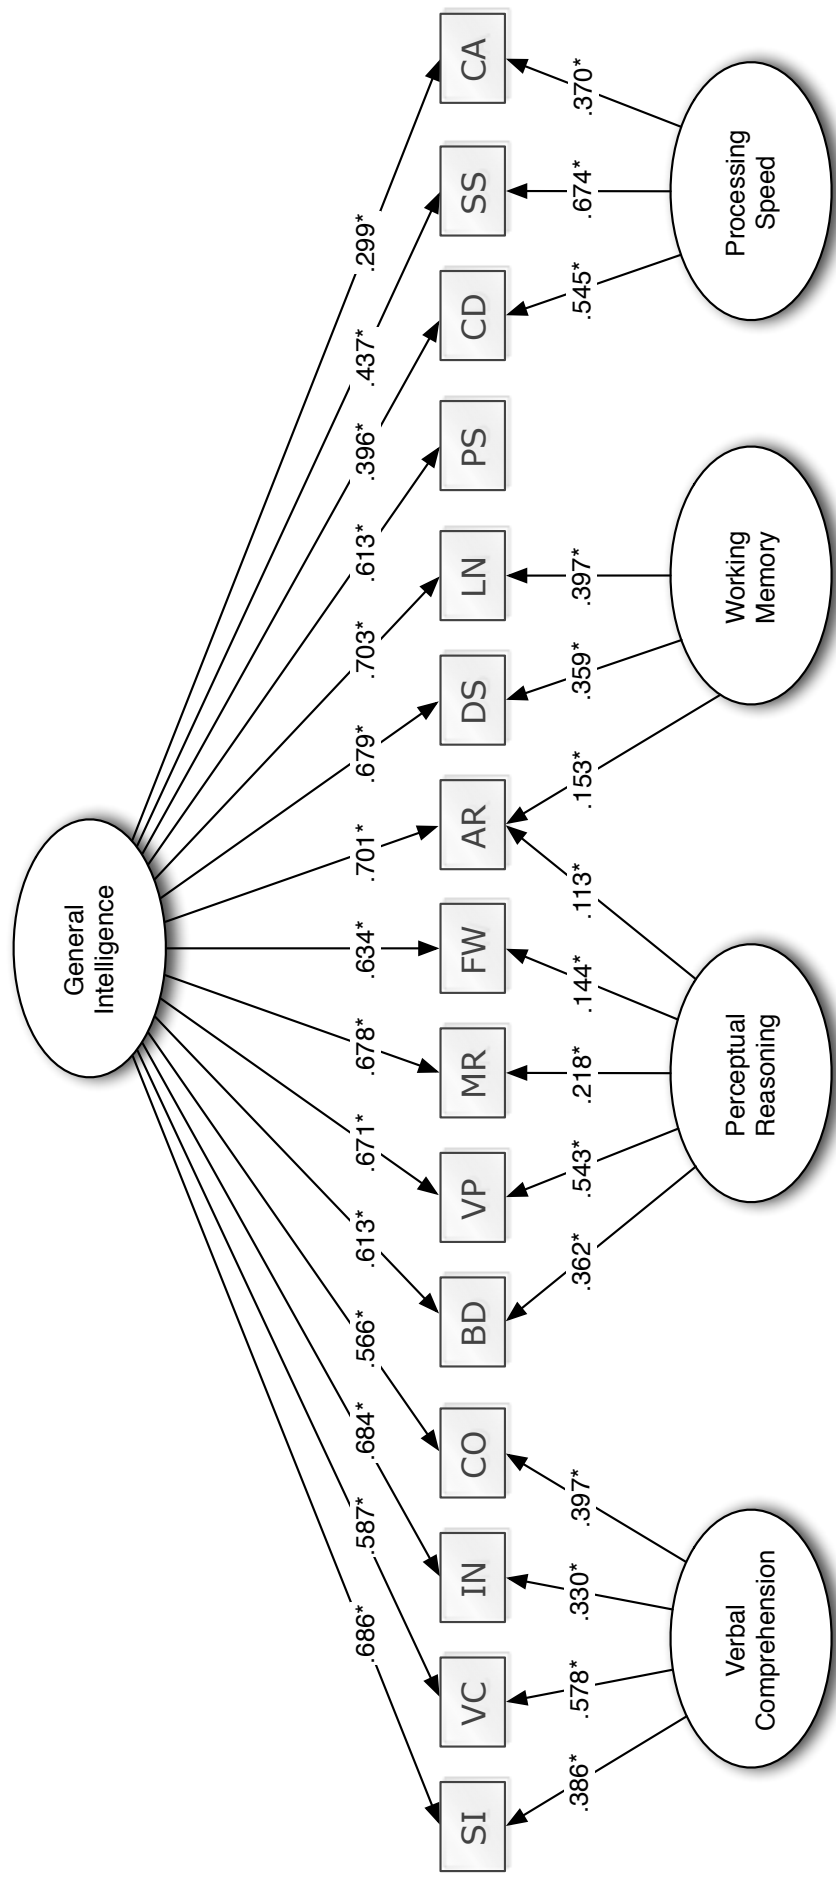 General
Intelligence
.686*
.587*
.684*
.566*
.613*
.671*
.678*
.634*
.701*
.679*
.703*
.613*
.396*
.437*
.299*
SI
VC
IN
CO
BD
VP
MR
FW
AR
DS
LN
PS
CD
SS
CA
.386*
.578*
.330*
.397*
.362*
.543*
.218*
.144*
.113*
.153*
.359*
.397*
.545*
.674*
.370*
Verbal
Comprehension
Perceptual
Reasoning
Working
Memory
Processing
Speed